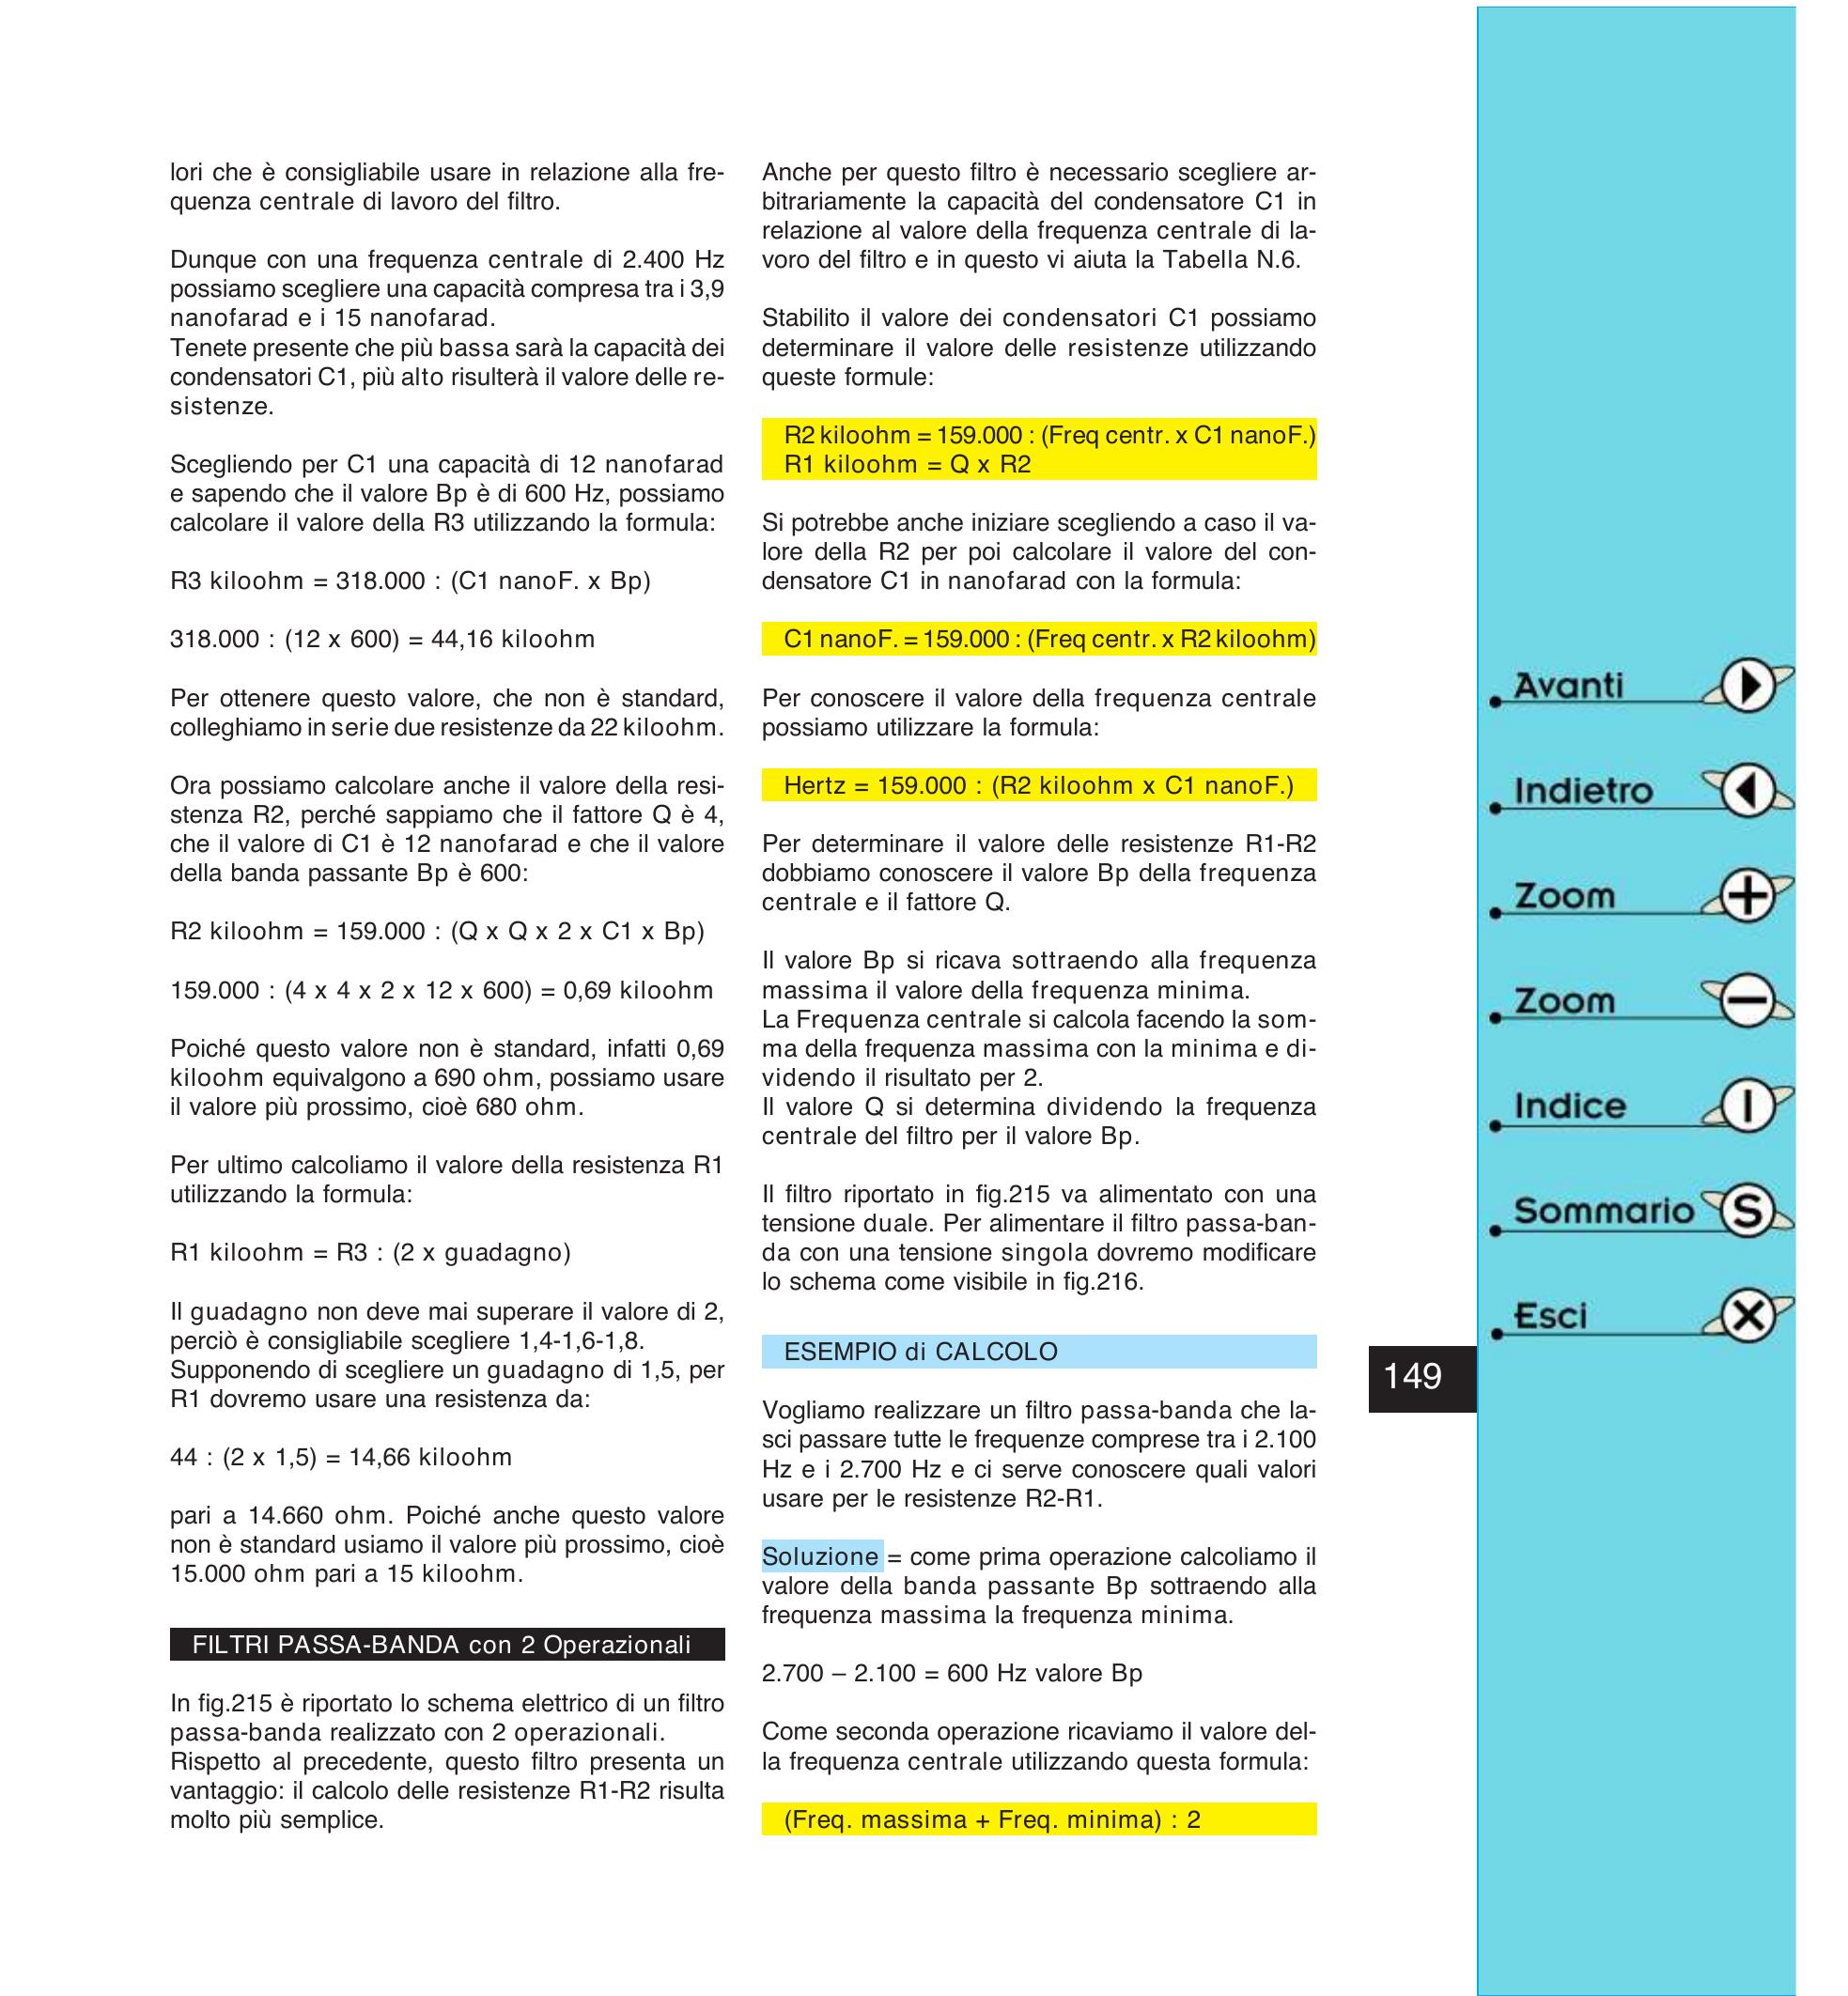 lori che è consigliabile usare in relazione alla fre-
quenza centrale di lavoro del filtro.
Dunque con una frequenza centrale di 2.400 Hz
possiamo scegliere una capacità compresa tra i 3,9
nanofarad e i 15 nanofarad.
Tenete presente che più bassa sarà la capacità dei
condensatori C1, più alto risulterà il valore delle re-
sistenze.
Scegliendo per C1 una capacità di 12 nanofarad
e sapendo che il valore Bp è di 600 Hz, possiamo
calcolare il valore della R3 utilizzando la formula:
R3 kiloohm = 318.000 : (C1 nanoF. x Bp)
318.000 : (12 x 600) = 44,16 kiloohm
Per ottenere questo valore, che non è standard,
colleghiamo in serie due resistenze da 22 kiloohm.
Ora possiamo calcolare anche il valore della resi-
stenza R2, perché sappiamo che il fattore Q è 4,
che il valore di C1 è 12 nanofarad e che il valore
della banda passante Bp è 600:
R2 kiloohm = 159.000 : (Q x Q x 2 x C1 x Bp)
159.000 : (4 x 4 x 2 x 12 x 600) = 0,69 kiloohm
Poiché questo valore non è standard, infatti 0,69
kiloohm equivalgono a 690 ohm, possiamo usare
il valore più prossimo, cioè 680 ohm.
Per ultimo calcoliamo il valore della resistenza R1
utilizzando la formula:
R1 kiloohm = R3 : (2 x guadagno)
Il guadagno non deve mai superare il valore di 2,
perciò è consigliabile scegliere 1,4-1,6-1,8.
Supponendo di scegliere un guadagno di 1,5, per
R1 dovremo usare una resistenza da:
44 : (2 x 1,5) = 14,66 kiloohm
pari a 14.660 ohm. Poiché anche questo valore
non è standard usiamo il valore più prossimo, cioè
15.000 ohm pari a 15 kiloohm.
FILTRI PASSA-BANDA con 2 Operazionali
In fig.215 è riportato lo schema elettrico di un filtro
passa-banda realizzato con 2 operazionali.
Rispetto al precedente, questo filtro presenta un
vantaggio: il calcolo delle resistenze R1-R2 risulta
molto più semplice.
Anche per questo filtro è necessario scegliere ar-
bitrariamente la capacità del condensatore C1 in
relazione al valore della frequenza centrale di la-
voro del filtro e in questo vi aiuta la Tabella N.6.
Stabilito il valore dei condensatori C1 possiamo
determinare il valore delle resistenze utilizzando
queste formule:
R2 kiloohm = 159.000 : (Freq centr. x C1 nanoF.)
R1 kiloohm = Q x R2
Si potrebbe anche iniziare scegliendo a caso il va-
lore della R2 per poi calcolare il valore del con-
densatore C1 in nanofarad con la formula:
C1 nanoF. = 159.000 : (Freq centr. x R2 kiloohm)
Per conoscere il valore della frequenza centrale
possiamo utilizzare la formula:
Hertz = 159.000 : (R2 kiloohm x C1 nanoF.)
Per determinare il valore delle resistenze R1-R2
dobbiamo conoscere il valore Bp della frequenza
centrale e il fattore Q.
Il valore Bp si ricava sottraendo alla frequenza
massima il valore della frequenza minima.
La Frequenza centrale si calcola facendo la som-
ma della frequenza massima con la minima e di-
videndo il risultato per 2.
Il valore Q si determina dividendo la frequenza
centrale del filtro per il valore Bp.
Il filtro riportato in fig.215 va alimentato con una
tensione duale. Per alimentare il filtro passa-ban-
da con una tensione singola dovremo modificare
lo schema come visibile in fig.216.
ESEMPIO di CALCOLO
Vogliamo realizzare un filtro passa-banda che la-
sci passare tutte le frequenze comprese tra i 2.100
Hz e i 2.700 Hz e ci serve conoscere quali valori
usare per le resistenze R2-R1.
Soluzione = come prima operazione calcoliamo il
valore della banda passante Bp sottraendo alla
frequenza massima la frequenza minima.
2.700 – 2.100 = 600 Hz valore Bp
Come seconda operazione ricaviamo il valore del-
la frequenza centrale utilizzando questa formula:
(Freq. massima + Freq. minima) : 2
149
Avanti
Indietro
Zoom +
Zoom −
Indice I
Sommario S
Esci X